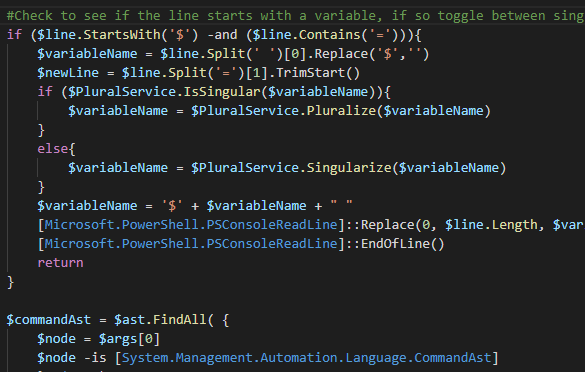 #Check to see if the line starts with a variable, if so toggle between sing
if ($line.StartsWith('$') -and ($line.Contains('='))){
$variableName = $line.Split(' ')[0].Replace('$','')
$newLine = $line.Split('=')[1].TrimStart()
if ($PluralService.IsSingular($variableName)){
$variableName = $PluralService.Pluralize($variableName)
}
else{
$variableName = $PluralService.Singularize($variableName)
}
$variableName = '$' + $variableName + " "
[Microsoft.PowerShell.PSConsoleReadLine]::Replace(0, $line.Length, $var
[Microsoft.PowerShell.PSConsoleReadLine]::EndOfLine()
return
}
$commandAst = $ast.FindAll( {
$node = $args[0]
$node -is [System.Management.Automation.Language.CommandAst]